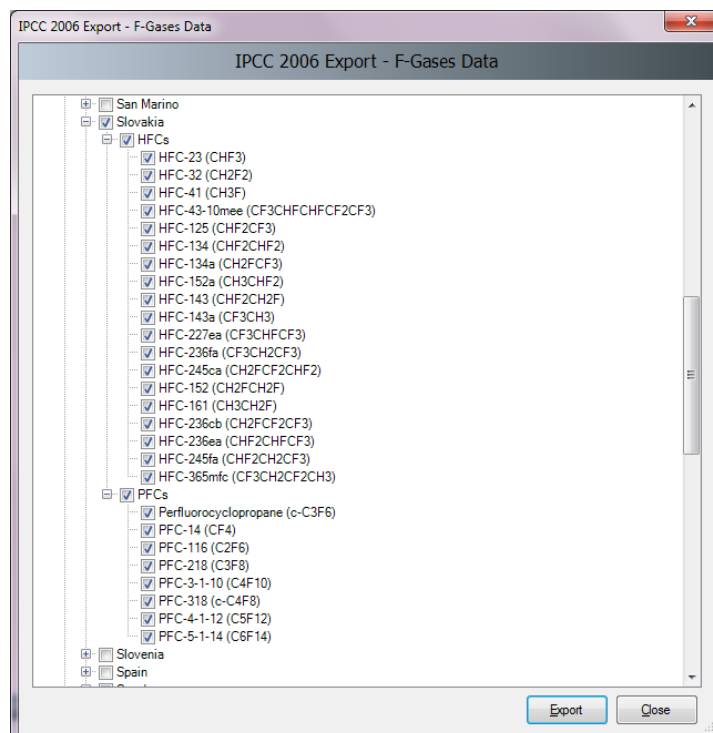 IPCC 2006 Export - F-Gases Data
IPCC 2006 Export - F-Gases Data
San Marino
Slovakia
HFCs
HFC-23 (CHF3)
HFC-32 (CH2F2)
HFC-41 (CH3F)
HFC-43-10mee (CF3CHFCHFCF2CF3)
HFC-125 (CHF2CF3)
HFC-134 (CHF2CHF2)
HFC-134a (CH2FCF3)
HFC-152a (CH3CHF2)
HFC-143 (CHF2CH2F)
HFC-143a (CF3CH3)
HFC-227ea (CF3CHFCF3)
HFC-236fa (CF3CH2CF3)
HFC-245ca (CH2FCF2CHF2)
HFC-152 (CH2FCH2F)
HFC-161 (CH3CH2F)
HFC-236cb (CH2FCF2CF3)
HFC-236ea (CHF2CHFCF3)
HFC-245fa (CHF2CH2CF3)
HFC-365mfc (CF3CH2CF2CH3)
PFCs
Perfluorocyclopropane (c-C3F6)
PFC-14 (CF4)
PFC-116 (C2F6)
PFC-218 (C3F8)
PFC-3-1-10 (C4F10)
PFC-318 (c-C4F8)
PFC-4-1-12 (C5F12)
PFC-5-1-14 (C6F14)
Slovenia
Spain
Export Close